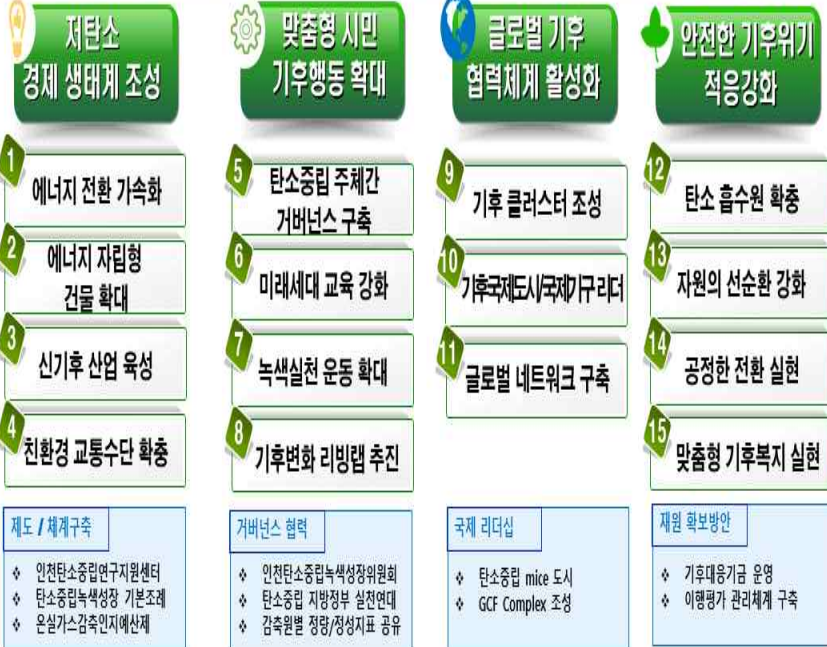 저탄소
경제 생태계 조성
1
에너지 전환 가속화
2
에너지 자립형
건물 확대
3
신기후 산업 육성
4
친환경 교통수단 확충
제도 / 체계구축
❖ 인천탄소중립연구지원센터
❖ 탄소중립녹색성장 기본조례
❖ 온실가스감축인지예산제
맞춤형 시민
기후행동 확대
5
탄소중립 주체간
거버넌스 구축
6
미래세대 교육 강화
7
녹색실천 운동 확대
8
기후변화 리빙랩 추진
거버넌스 협력
❖ 인천탄소중립녹색성장위원회
❖ 탄소중립 지방정부 실천연대
❖ 감축원별 정량/정성지표 공유
글로벌 기후
협력체계 활성화
9
기후 클러스터 조성
10
기후국제도시/국제기구 리더
11
글로벌 네트워크 구축
국제 리더십
❖ 탄소중립 mice 도시
❖ GCF Complex 조성
안전한 기후위기
적응강화
12
탄소 흡수원 확충
13
자원의 선순환 강화
14
공정한 전환 실현
15
맞춤형 기후복지 실현
재원 확보방안
❖ 기후대응기금 운영
❖ 이행평가 관리체계 구축